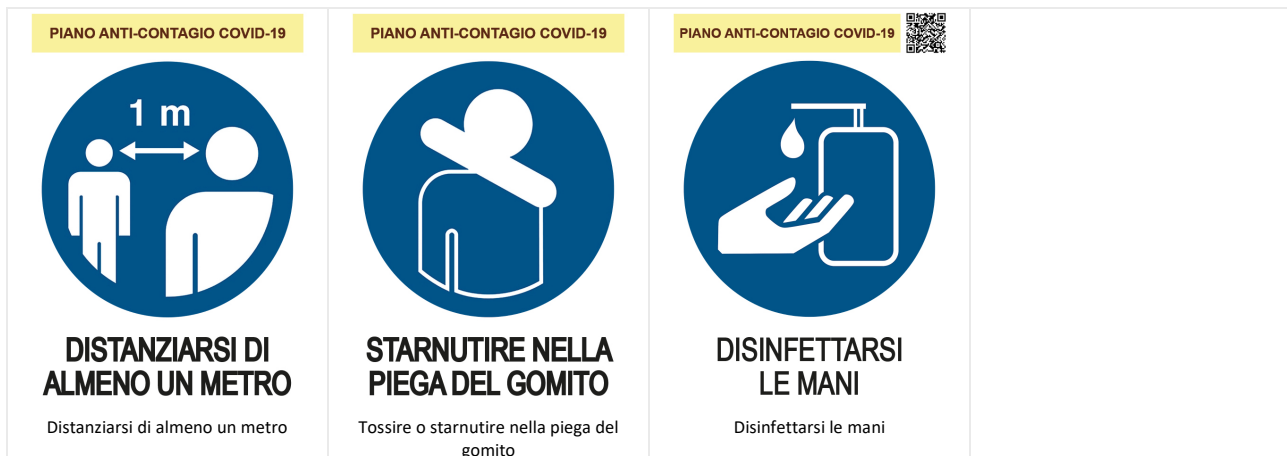 PIANO ANTI-CONTAGIO COVID-19
1 m
DISTANZIARSI DI
ALMENO UN METRO
Distanziarsi di almeno un metro
PIANO ANTI-CONTAGIO COVID-19
STARNUTIRE NELLA
PIEGA DEL GOMITO
Tossire o starnutire nella piega del
gomito
PIANO ANTI-CONTAGIO COVID-19
DISINFETTARSI
LE MANI
Disinfettarsi le mani